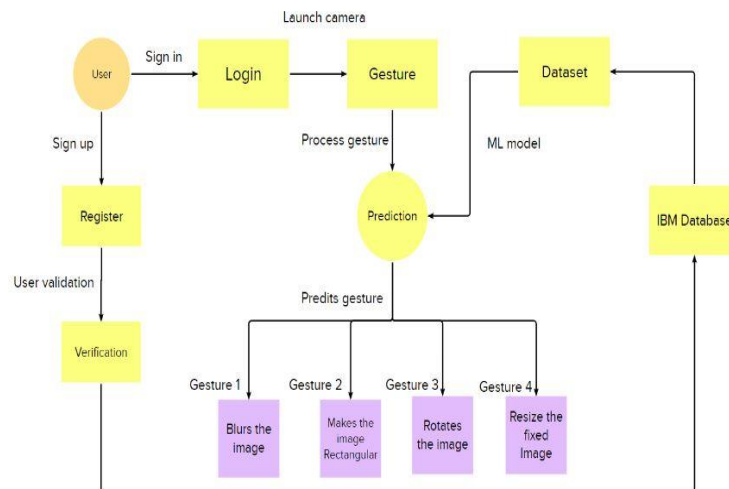 Launch camera
User
Sign in
Login
Gesture
Dataset
Sign up
Process gesture
ML model
Register
Prediction
IBM Database
User validation
Predits gesture
Verification
Gesture 1
Gesture 2
Gesture 3
Gesture 4
Blurs the
image
Makes the
image
Rectangular
Rotates
the image
Resize the
fixed
Image